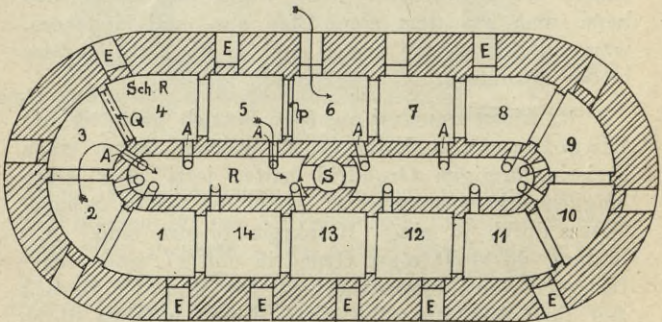 E E E
Sch. R
4 5 P 6 7 8
Q
3 A A A A 9
A
R S
2 10
1 14 13 12 11
E E E E E